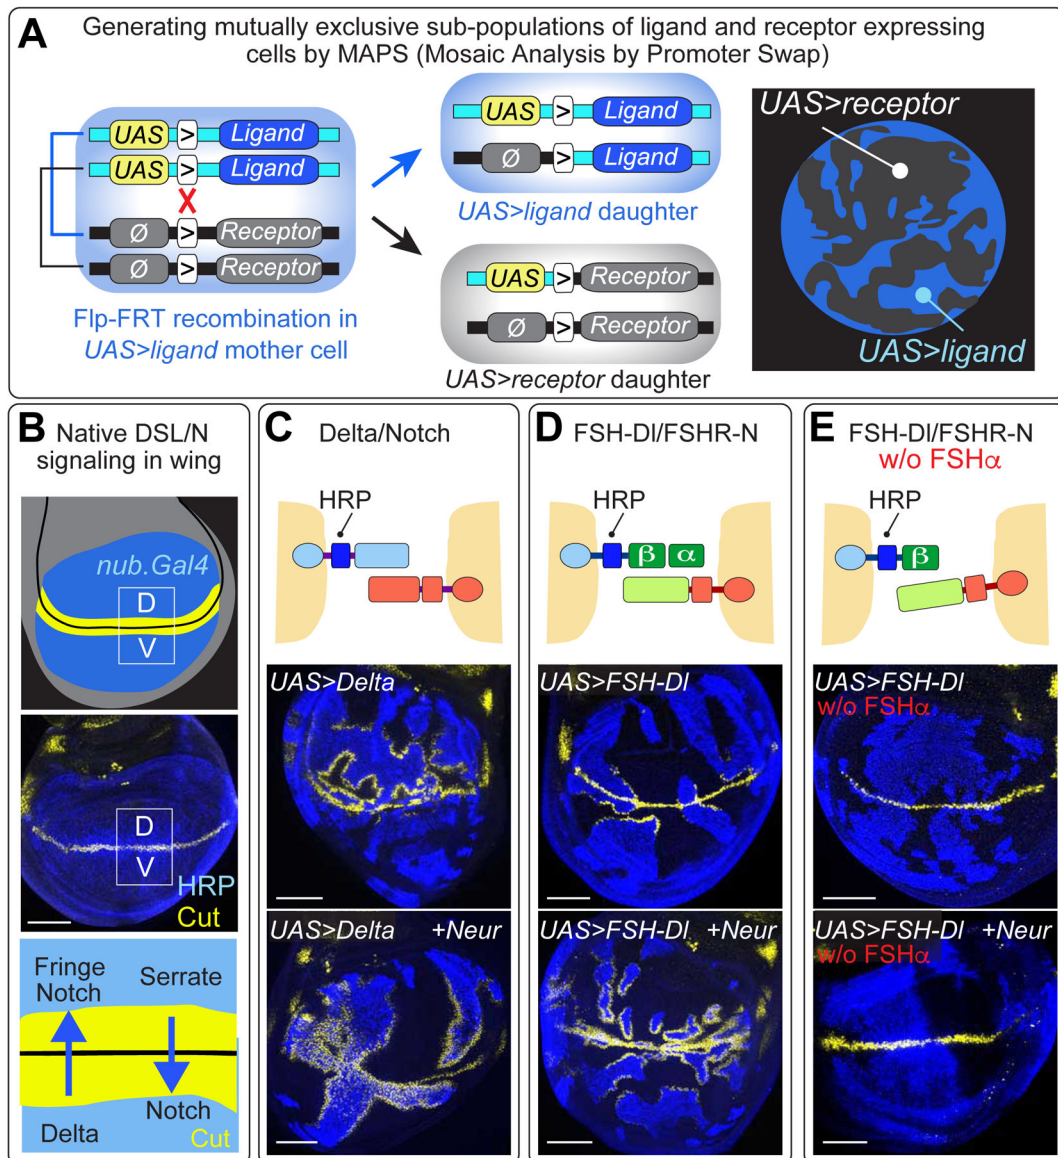 A
Generating mutually exclusive sub-populations of ligand and receptor expressing
cells by MAPS (Mosaic Analysis by Promoter Swap)
UAS > Ligand
UAS > Ligand
X
Ø > Receptor
Ø > Receptor
Flp-FRT recombination in
UAS>ligand mother cell
UAS > Ligand
Ø > Ligand
UAS>ligand daughter
UAS > Receptor
Ø > Receptor
UAS>receptor daughter
UAS>receptor
UAS>ligand
B
Native DSL/N
signaling in wing
nub.Gal4
D
V
D
V
HRP
Cut
Fringe
Notch
Serrate
Delta
Notch
Cut
C
Delta/Notch
HRP
UAS>Delta
UAS>Delta +Neur
D
FSH-Dl/FSHR-N
HRP
β α
UAS>FSH-Dl
UAS>FSH-Dl +Neur
E
FSH-Dl/FSHR-N
w/o FSHα
HRP
β
UAS>FSH-Dl
w/o FSHα
UAS>FSH-Dl +Neur
w/o FSHα